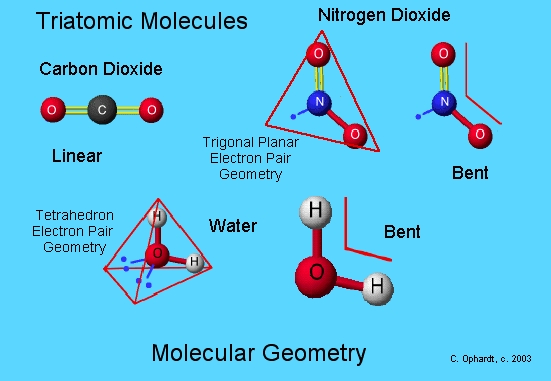 Triatomic Molecules
Nitrogen Dioxide
Carbon Dioxide
O C O
Linear
O
N
O
Trigonal Planar
Electron Pair
Geometry
O
N
O
Bent
Tetrahedron
Electron Pair
Geometry
H
O
H
Water
H
O
H
Bent
Molecular Geometry
C. Ophardt, c. 2003